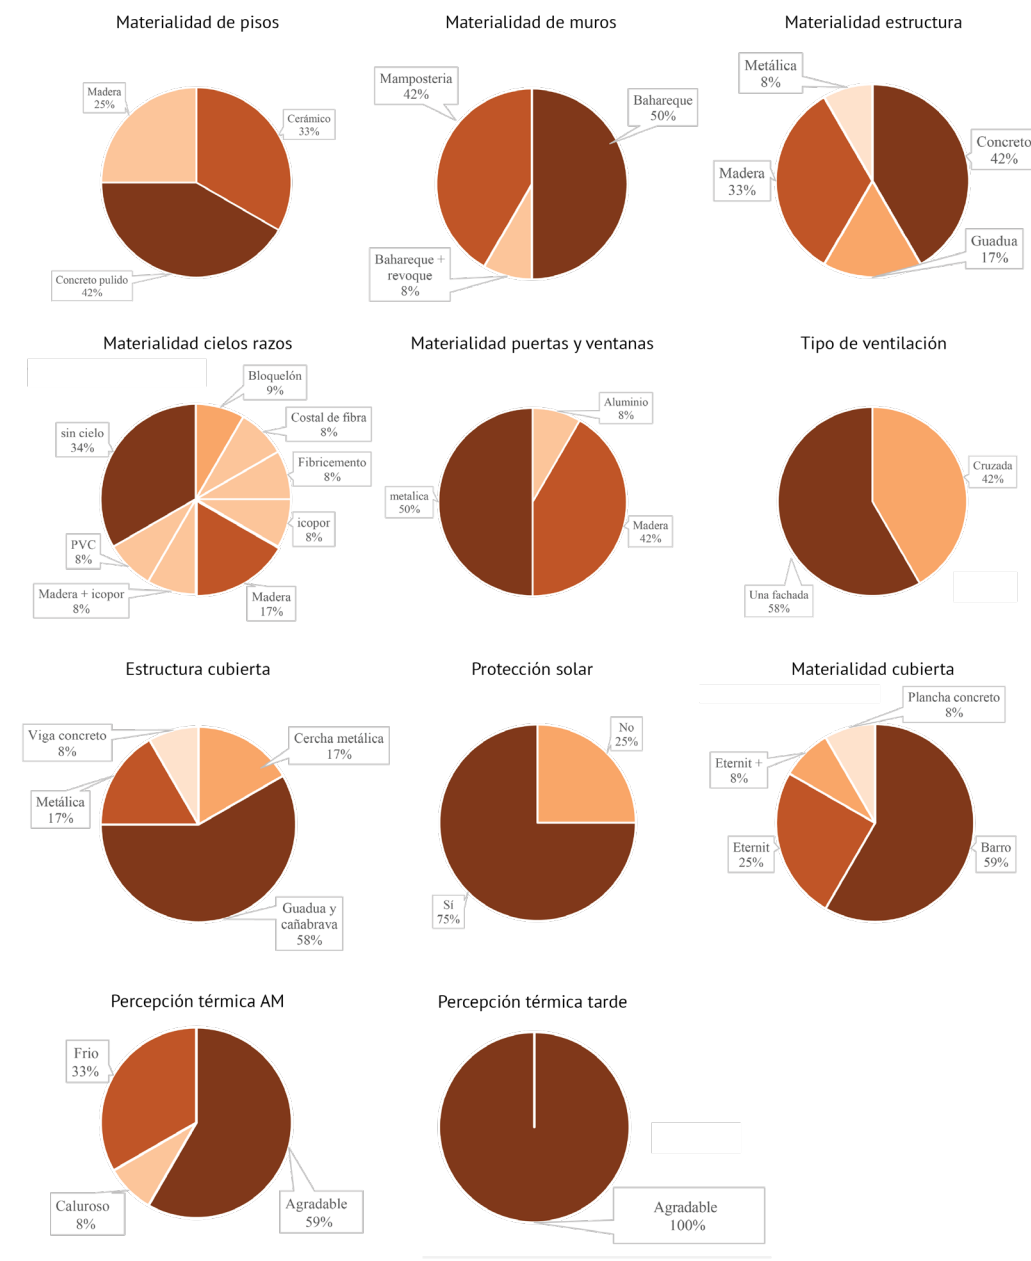 Materialidad de pisos
Madera
25%
Cerámico
33%
Concreto pulido
42%
Materialidad de muros
Mamposteria
42%
Bahareque
50%
Bahareque +
revoque
8%
Materialidad estructura
Metálica
8%
Concreto
42%
Madera
33%
Guadua
17%
Materialidad cielos razos
Bloquelón
9%
Costal de fibra
8%
sin cielo
34%
Fibricemento
8%
icopor
8%
PVC
8%
Madera + icopor
8%
Madera
17%
Materialidad puertas y ventanas
Aluminio
8%
metalica
50%
Madera
42%
Tipo de ventilación
Cruzada
42%
Una fachada
58%
Estructura cubierta
Viga concreto
8%
Cercha metálica
17%
Metálica
17%
Guadua y
cañabrava
58%
Protección solar
No
25%
Si
75%
Materialidad cubierta
Plancha concreto
8%
Eternit +
8%
Eternit
25%
Barro
59%
Percepción térmica AM
Frio
33%
Caluroso
8%
Agradable
59%
Percepción térmica tarde
Agradable
100%